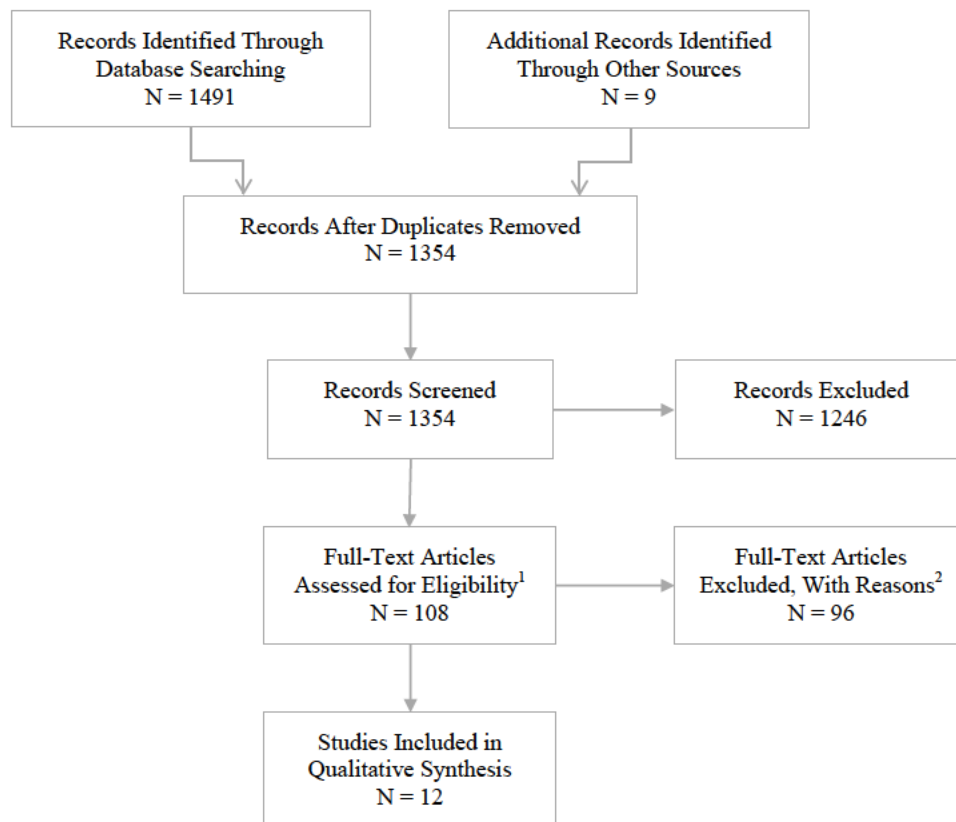 Records Identified Through
Database Searching
N = 1491
Additional Records Identified
Through Other Sources
N = 9
Records After Duplicates Removed
N = 1354
Records Screened
N = 1354
Records Excluded
N = 1246
Full-Text Articles
Assessed for Eligibility1
N = 108
Full-Text Articles
Excluded, With Reasons2
N = 96
Studies Included in
Qualitative Synthesis
N = 12